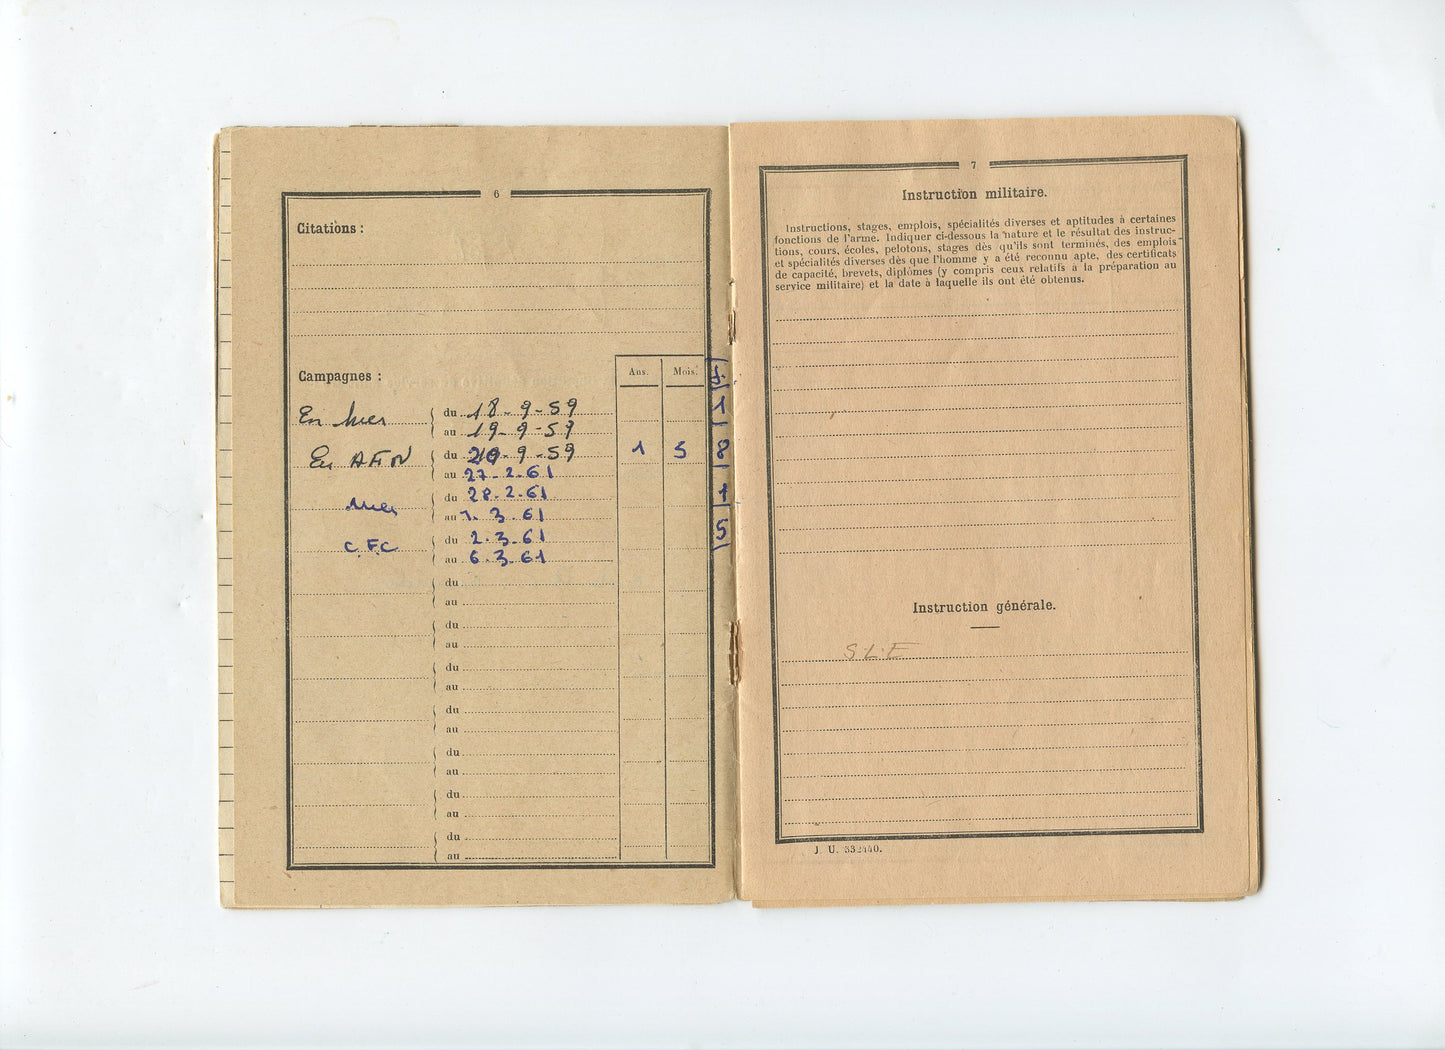 6
Citations :
Campagnes :
Ans.
Mois.
(j)
En Mer
du 18-9-59
au 19-9-59
1
En AFN
du 20-9-59
1
5
8
au 27-2-61
Mer
du 28-2-61
1
au 1-3-61
C.F.C
du 2-3-61
5
au 6-3-61
du
au
du
au
du
au
du
au
du
au
du
au
du
au
7
Instruction militaire.
Instructions, stages, emplois, spécialités diverses et aptitudes à certaines
fonctions de l'arme. Indiquer ci-dessous la nature et le résultat des instruc-
tions, cours, écoles, pelotons, stages dès qu'ils sont terminés, des emplois
et spécialités diverses dès que l'homme y a été reconnu apte, des certificats
de capacité, brevets, diplômes (y compris ceux relatifs à la préparation au
service militaire) et la date à laquelle ils ont été obtenus.
Instruction générale.
S.L.E
J. U. 332440.